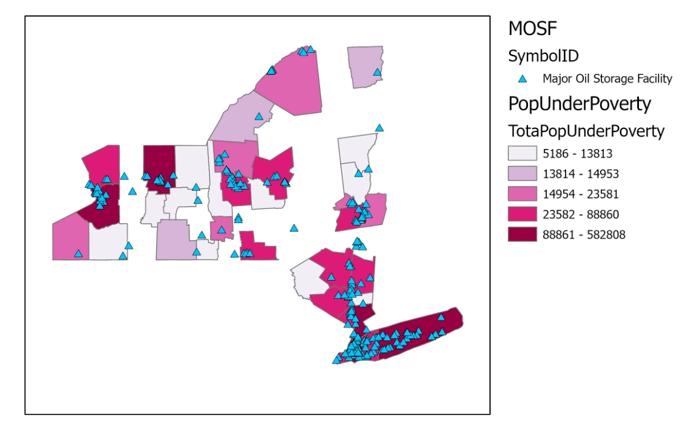 MOSF
SymbolID
Major Oil Storage Facility
PopUnderPoverty
TotaPopUnderPoverty
5186 - 13813
13814 - 14953
14954 - 23581
23582 - 88860
88861 - 582808